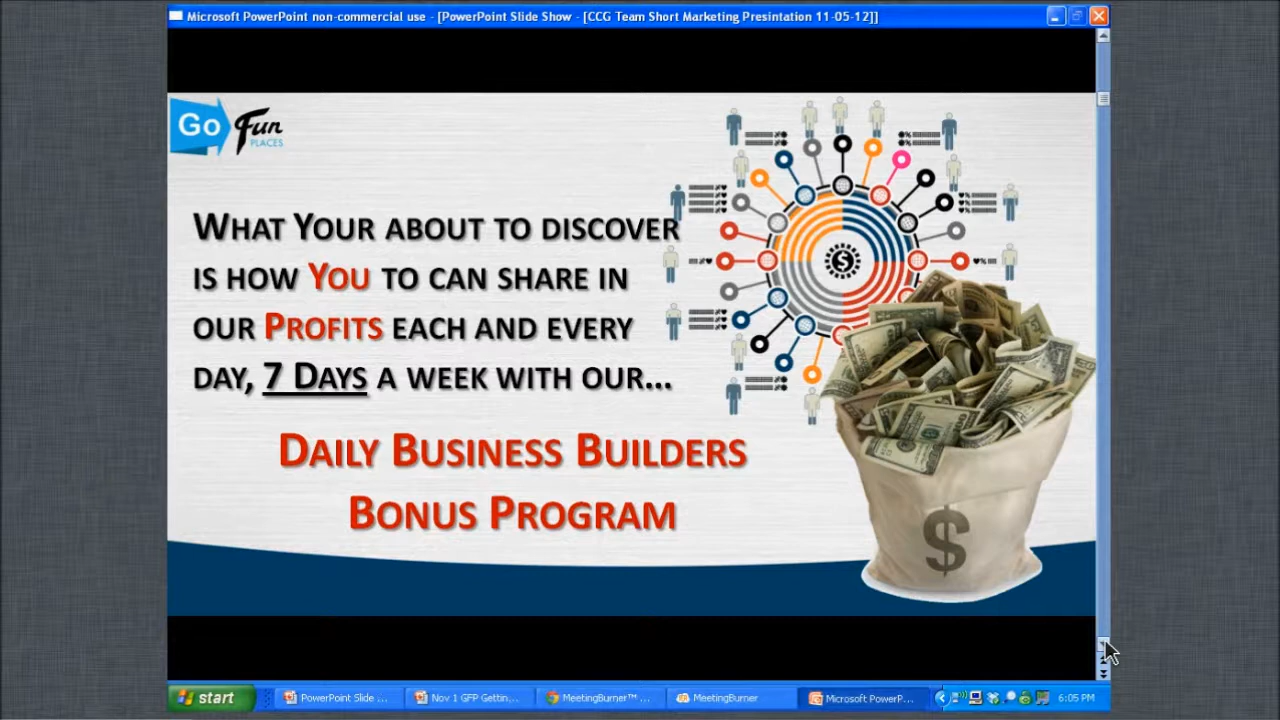 Microsoft PowerPoint non-commercial use - [PowerPoint Slide Show - [CCG Team Short Marketing Presintation 11-05-12]]
Go Fun
PLACES
WHAT YOUR ABOUT TO DISCOVER
IS HOW YOU TO CAN SHARE IN
OUR PROFITS EACH AND EVERY
DAY, 7 DAYS A WEEK WITH OUR...
DAILY BUSINESS BUILDERS
BONUS PROGRAM
$
$
start
PowerPoint Slide ...
Nov 1 GFP Gettin...
MeetingBurner™ ...
MeetingBurner
Microsoft PowerP...
6:05 PM